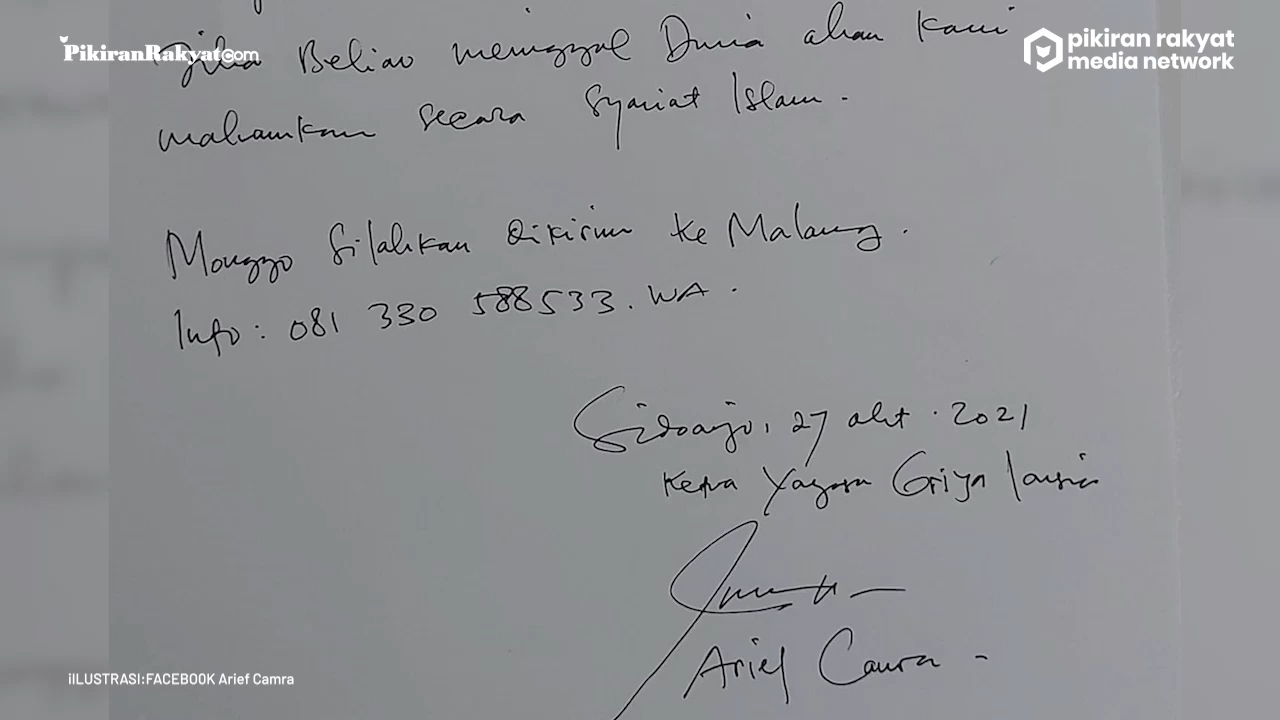 PikiranRakyat.com
pikiran rakyat
media network
Jika Beliau meninggal Dunia akan kami
makamkan secara Syariat Islam.
Monggo Silahkan Dikirim ke Malang.
Info: 081 330 588533. WA.
Sidoarjo, 27 okt. 2021
Ketua Yayasan Griya lansia
Arief Camra -
iILUSTRASI:FACEBOOK Arief Camra